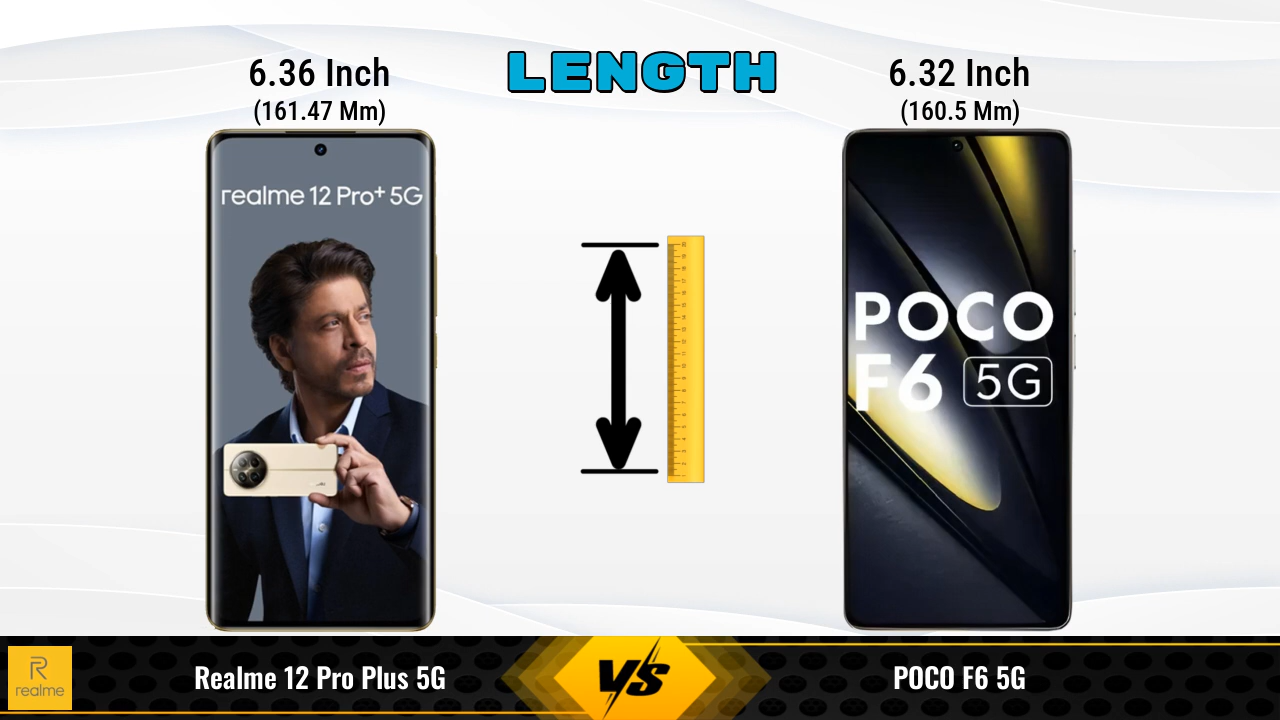 LENGTH
6.36 Inch
(161.47 Mm)
6.32 Inch
(160.5 Mm)
realme 12 Pro+ 5G
POCO
F6 5G
realme
Realme 12 Pro Plus 5G
VS
POCO F6 5G